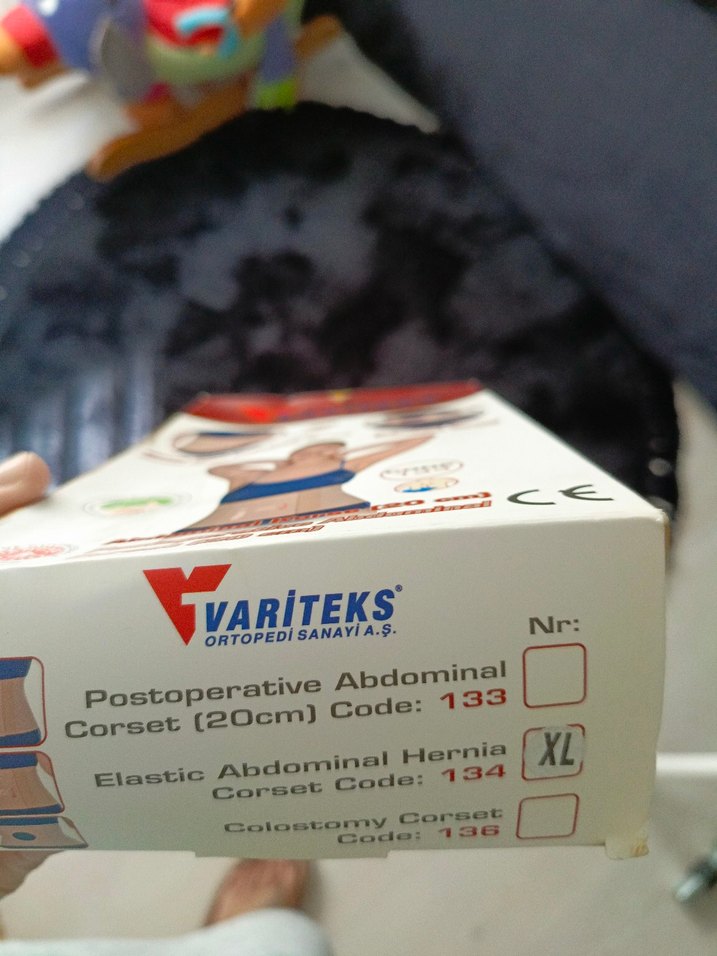 CE
VARİTEKS®
ORTOPEDİ SANAYİ A.Ş.
Nr:
Postoperative Abdominal
Corset (20cm) Code: 133
Elastic Abdominal Hernia
Corset Code: 134
XL
Colostomy Corset
Code: 136